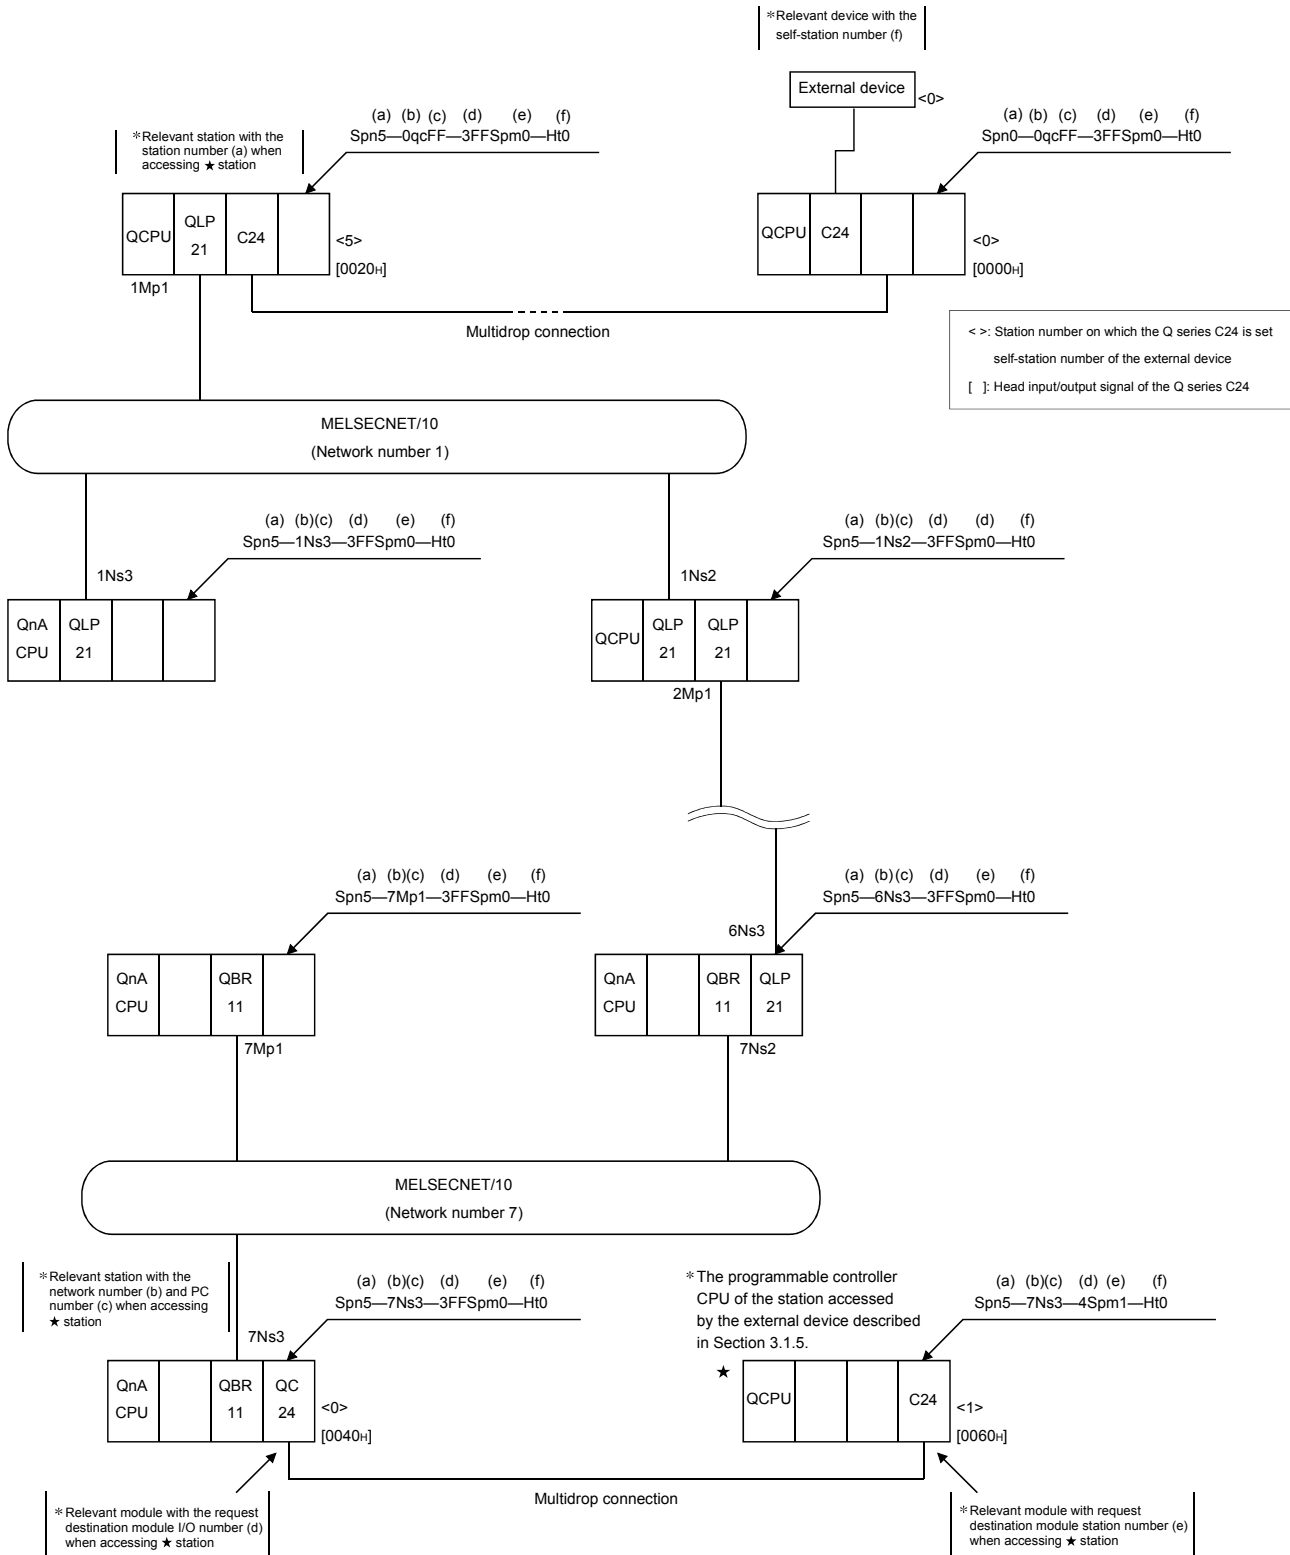 *Relevant device with the
self-station number (f)
External device
<0>
(a) (b) (c) (d) (e) (f)
Spn5—0qcFF—3FFSpm0—Ht0
(a) (b) (c) (d) (e) (f)
Spn0—0qcFF—3FFSpm0—Ht0
*Relevant station with the
station number (a) when
accessing ★ station
QCPU
QLP
21
C24
<5>
[0020H]
1Mp1
QCPU
C24
<0>
[0000H]
Multidrop connection
< >: Station number on which the Q series C24 is set
self-station number of the external device
[ ]: Head input/output signal of the Q series C24
MELSECNET/10
(Network number 1)
(a) (b)(c) (d) (e) (f)
Spn5—1Ns3—3FFSpm0—Ht0
(a) (b)(c) (d) (d) (f)
Spn5—1Ns2—3FFSpm0—Ht0
1Ns3
1Ns2
QnA
CPU
QLP
21
QCPU
QLP
21
QLP
21
2Mp1
(a) (b)(c) (d) (e) (f)
Spn5—7Mp1—3FFSpm0—Ht0
(a) (b)(c) (d) (e) (f)
Spn5—6Ns3—3FFSpm0—Ht0
6Ns3
QnA
CPU
QBR
11
7Mp1
QnA
CPU
QBR
11
QLP
21
7Ns2
MELSECNET/10
(Network number 7)
*Relevant station with the
network number (b) and PC
number (c) when accessing
★ station
(a) (b)(c) (d) (e) (f)
Spn5—7Ns3—3FFSpm0—Ht0
* The programmable controller
CPU of the station accessed
by the external device described
in Section 3.1.5.
(a) (b)(c) (d) (e) (f)
Spn5—7Ns3—4Spm1—Ht0
7Ns3
★
QnA
CPU
QBR
11
QC
24
<0>
[0040H]
QCPU
C24
<1>
[0060H]
Multidrop connection
*Relevant module with the request
destination module I/O number (d)
when accessing ★ station
*Relevant module with request
destination module station number (e)
when accessing ★ station